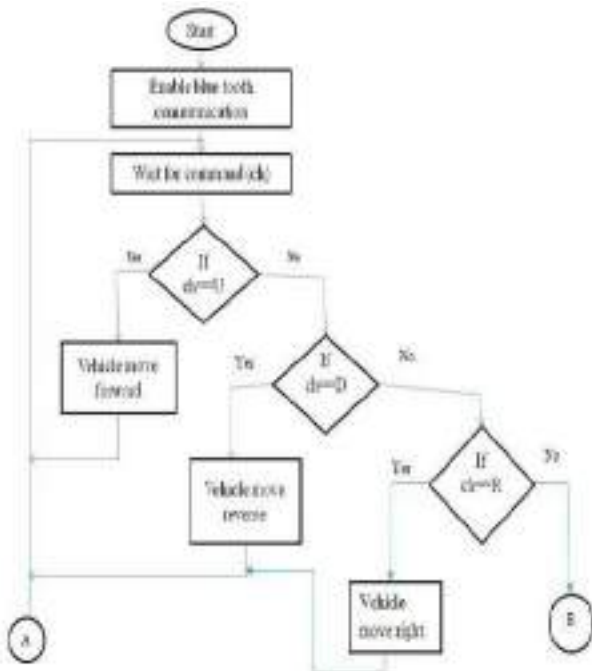 Start
Enable blue tooth
communication
Wait for command (ch)
If
ch==U
Yes
No
Vehicle move
forward
If
ch==D
Yes
No
Vehicle move
reverse
If
ch==R
Yes
No
Vehicle
move right
A
B